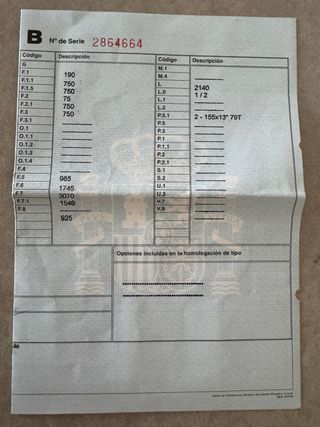 B Nº de Serie 2864664
Código Descripción
G
F.1 190
F.1.1 750
F.1.5 750
F.2 75
F.2.1 750
F.3 750
F.3.1 ----------
O.1.1 ----------
O.1.2 ----------
O.1.3 ----------
O.1.4 ----------
F.4
F.5 985
F.6 1745
F.7 3070
F.7.1 1540
F.8 ----------
925
Código Descripción
M.1
M.4 ----------
L ----------
L.0 2140
L.1 1 / 2
L.2
P.5.1 2 - 155x13" 79T
P.5 ----------
P.3 ----------
P.1 ----------
P.1.1 ----------
P.2 ----------
P.2.1 ----------
S.1 ----------
S.2 ----------
U.1 ----------
U.2 ----------
V.7 ----------
V.9 ----------
Opciones incluidas en la homologación de tipo
----------
----------